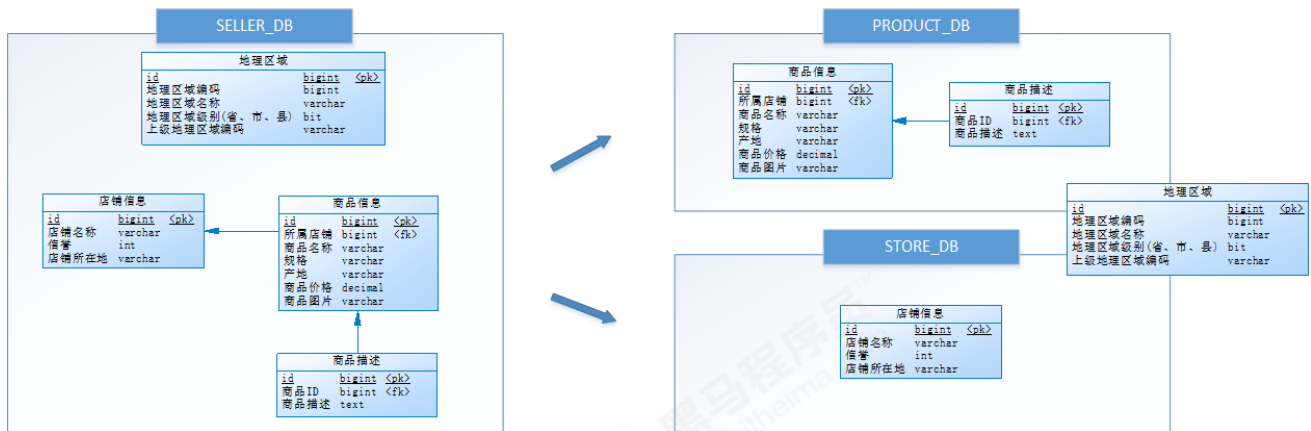 SELLER_DB
地理区域
id bigint <pk>
地理区域编码 bigint
地理区域名称 varchar
地理区域级别(省、市、县) bit
上级地理区域编码 varchar
店铺信息
id bigint <pk>
店铺名称 varchar
信誉 int
店铺所在地 varchar
商品信息
id bigint <pk>
所属店铺 bigint <fk>
商品名称 varchar
规格 varchar
产地 varchar
商品价格 decimal
商品图片 varchar
商品描述
id bigint <pk>
商品ID bigint <fk>
商品描述 text
PRODUCT_DB
商品信息
id bigint <pk>
所属店铺 bigint <fk>
商品名称 varchar
规格 varchar
产地 varchar
商品价格 decimal
商品图片 varchar
商品描述
id bigint <pk>
商品ID bigint <fk>
商品描述 text
地理区域
id bigint <pk>
地理区域编码 bigint
地理区域名称 varchar
地理区域级别(省、市、县) bit
上级地理区域编码 varchar
STORE_DB
店铺信息
id bigint <pk>
店铺名称 varchar
信誉 int
店铺所在地 varchar
黑马程序员™